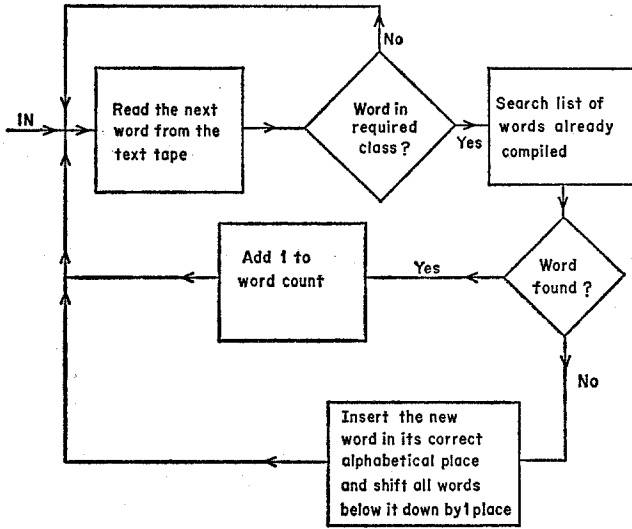 No
IN
Read the next
word from the
text tape
Word in
required
class?
Yes
Search list of
words already
compiled
Add 1 to
word count
Yes
Word
found?
No
Insert the new
word in its correct
alphabetical place
and shift all words
below it down by 1 place